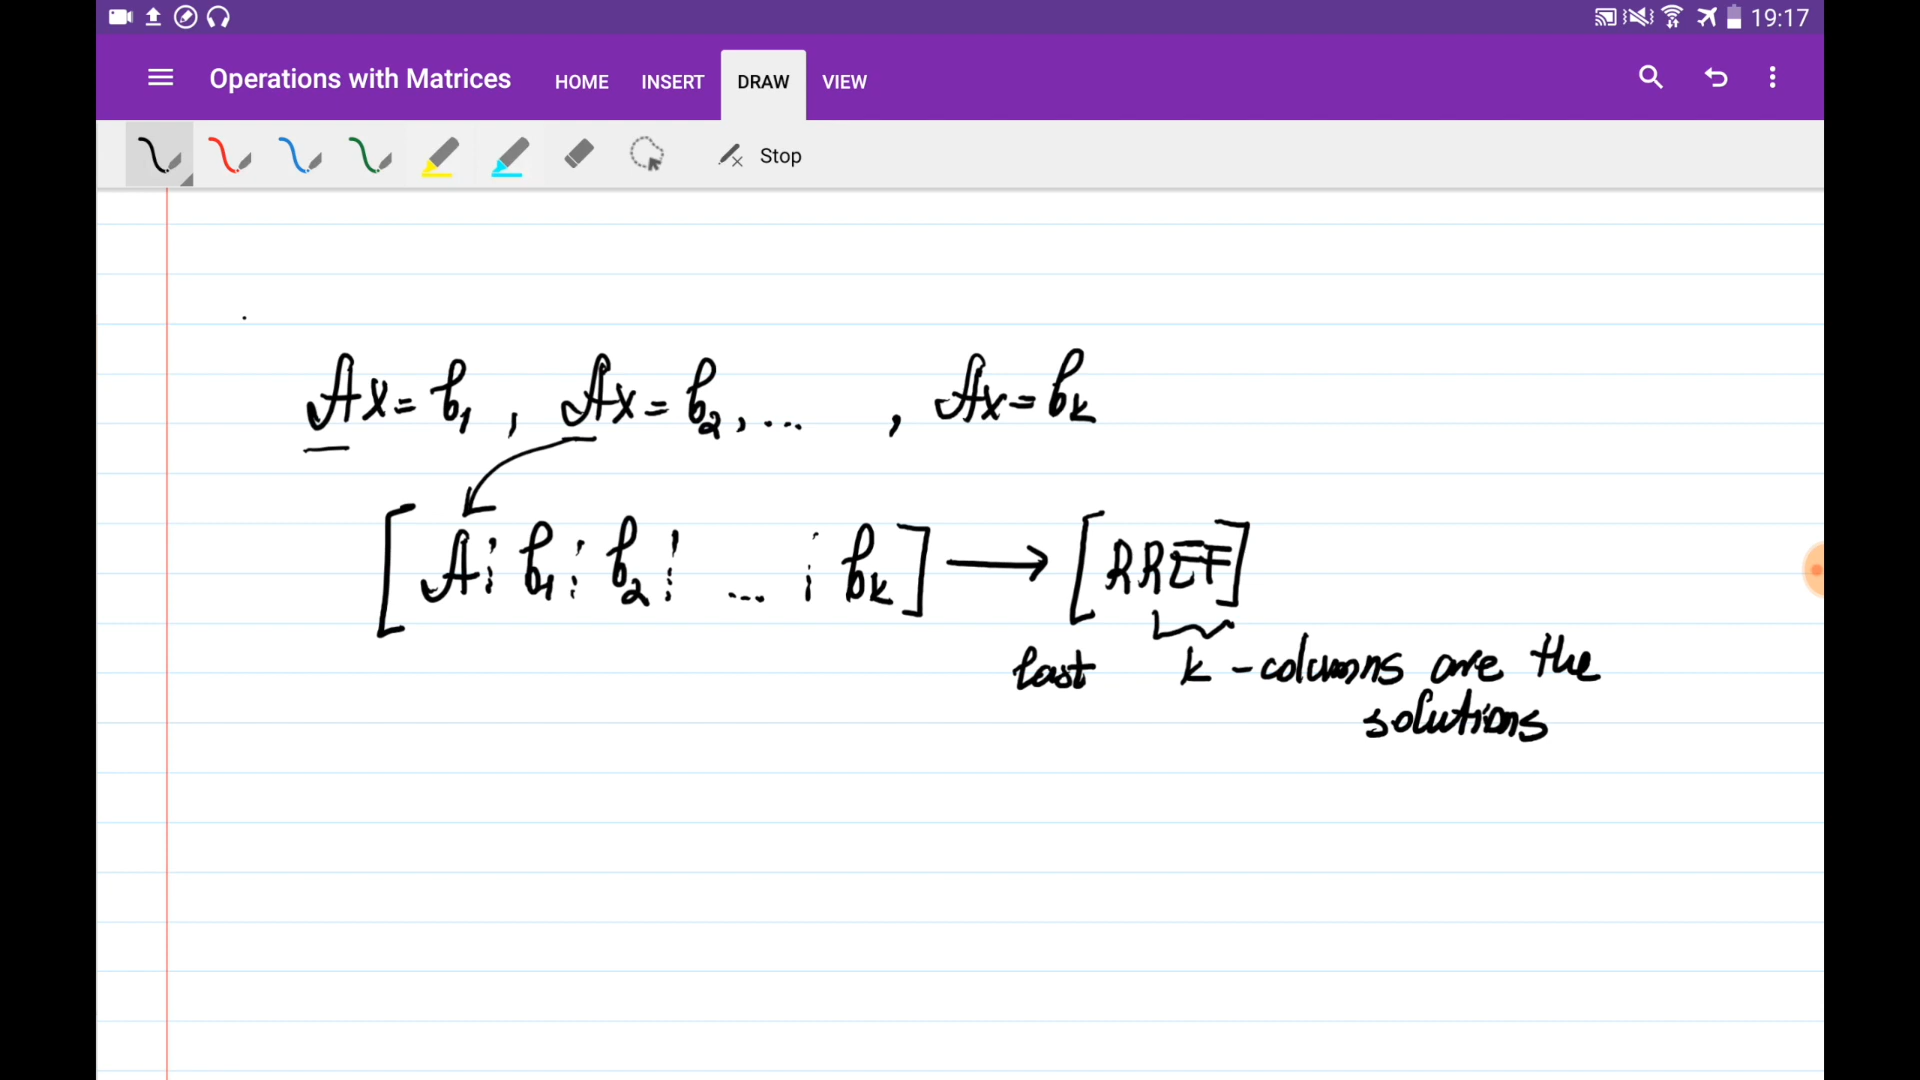 19:17
Operations with Matrices HOME INSERT DRAW VIEW
Stop
Ax = b₁ , Ax = b₂, ... , Ax = bₖ
[ A ¦ b₁ ¦ b₂ ¦ ... ¦ bₖ ] → [RREF]
last k - columns are the
solutions